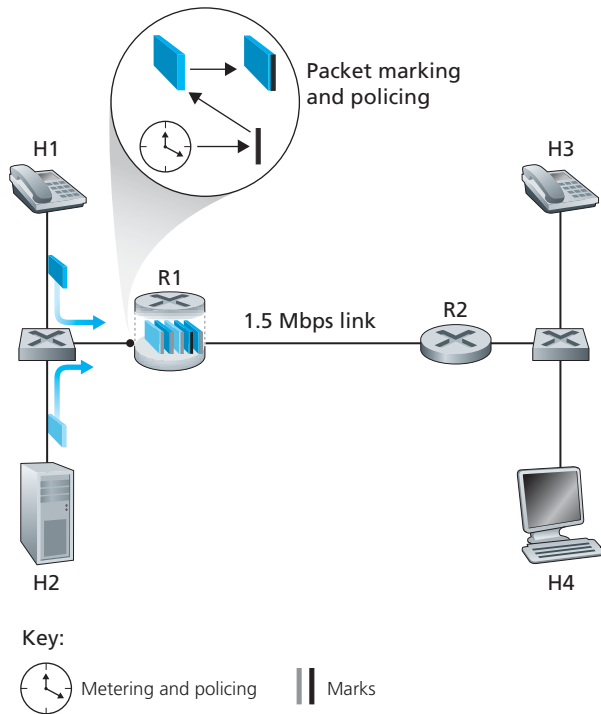 Packet marking
and policing
H1
H3
R1
R2
1.5 Mbps link
H2
H4
Key:
Metering and policing
Marks